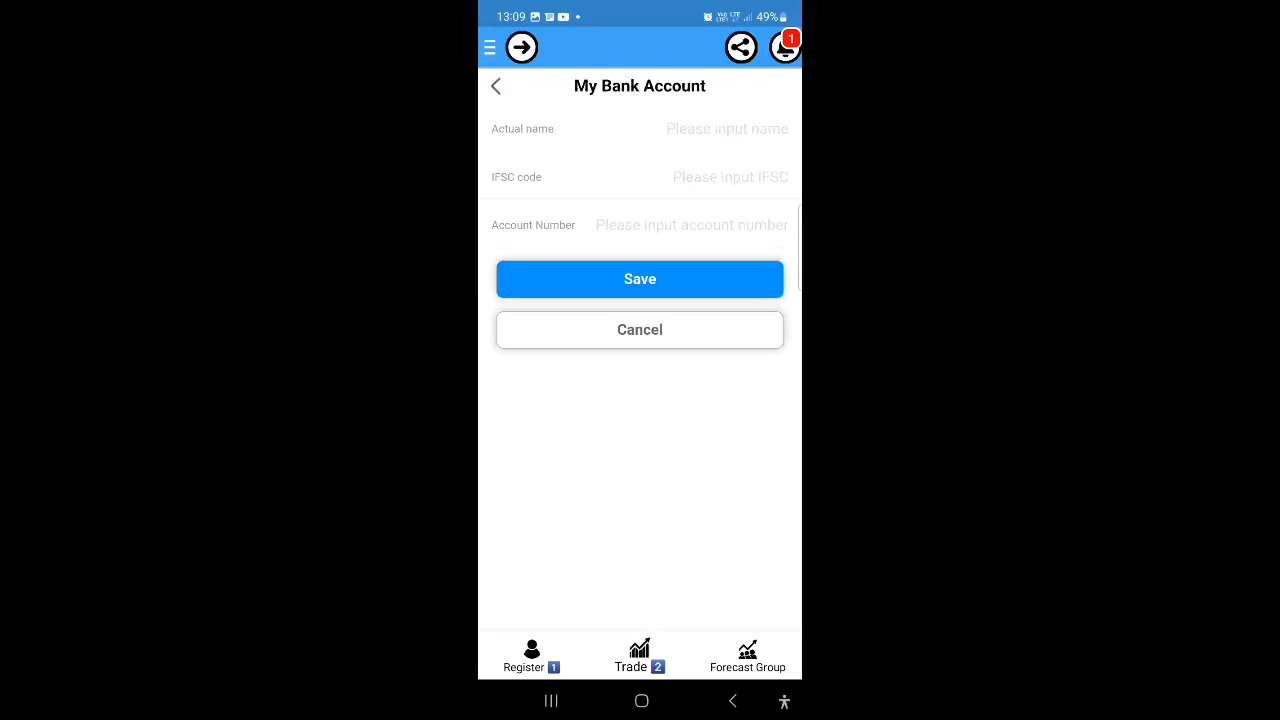 13:09
49%
1
My Bank Account
Actual name Please input name
IFSC code Please input IFSC
Account Number Please input account number
Save
Cancel
Register 1 Trade 2 Forecast Group